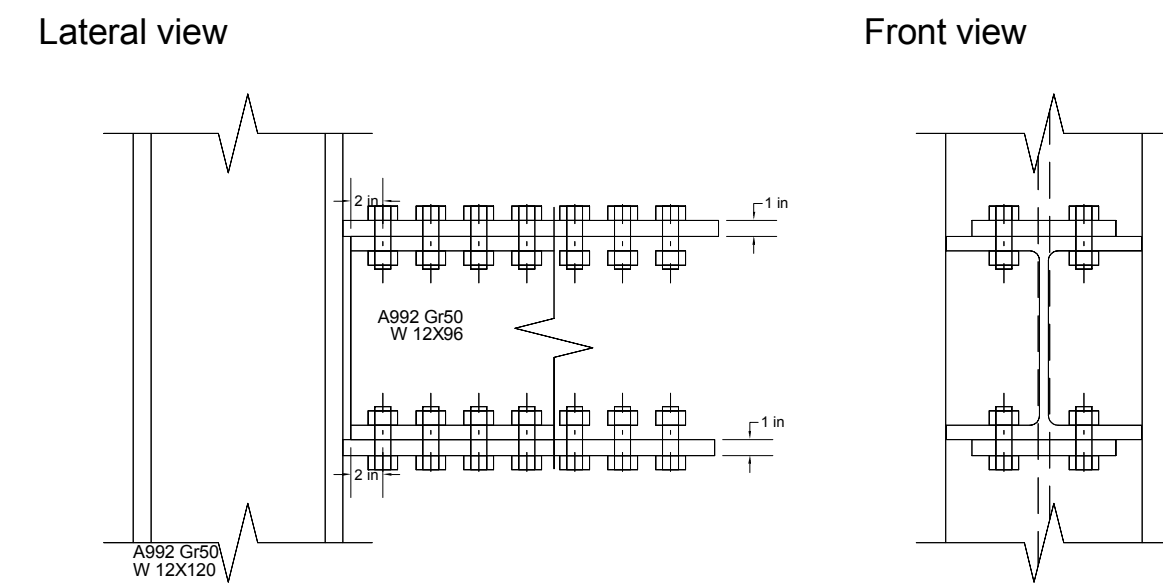 Lateral view
Front view
2 in
1 in
A992 Gr50
W 12X96
1 in
2 in
A992 Gr50
W 12X120